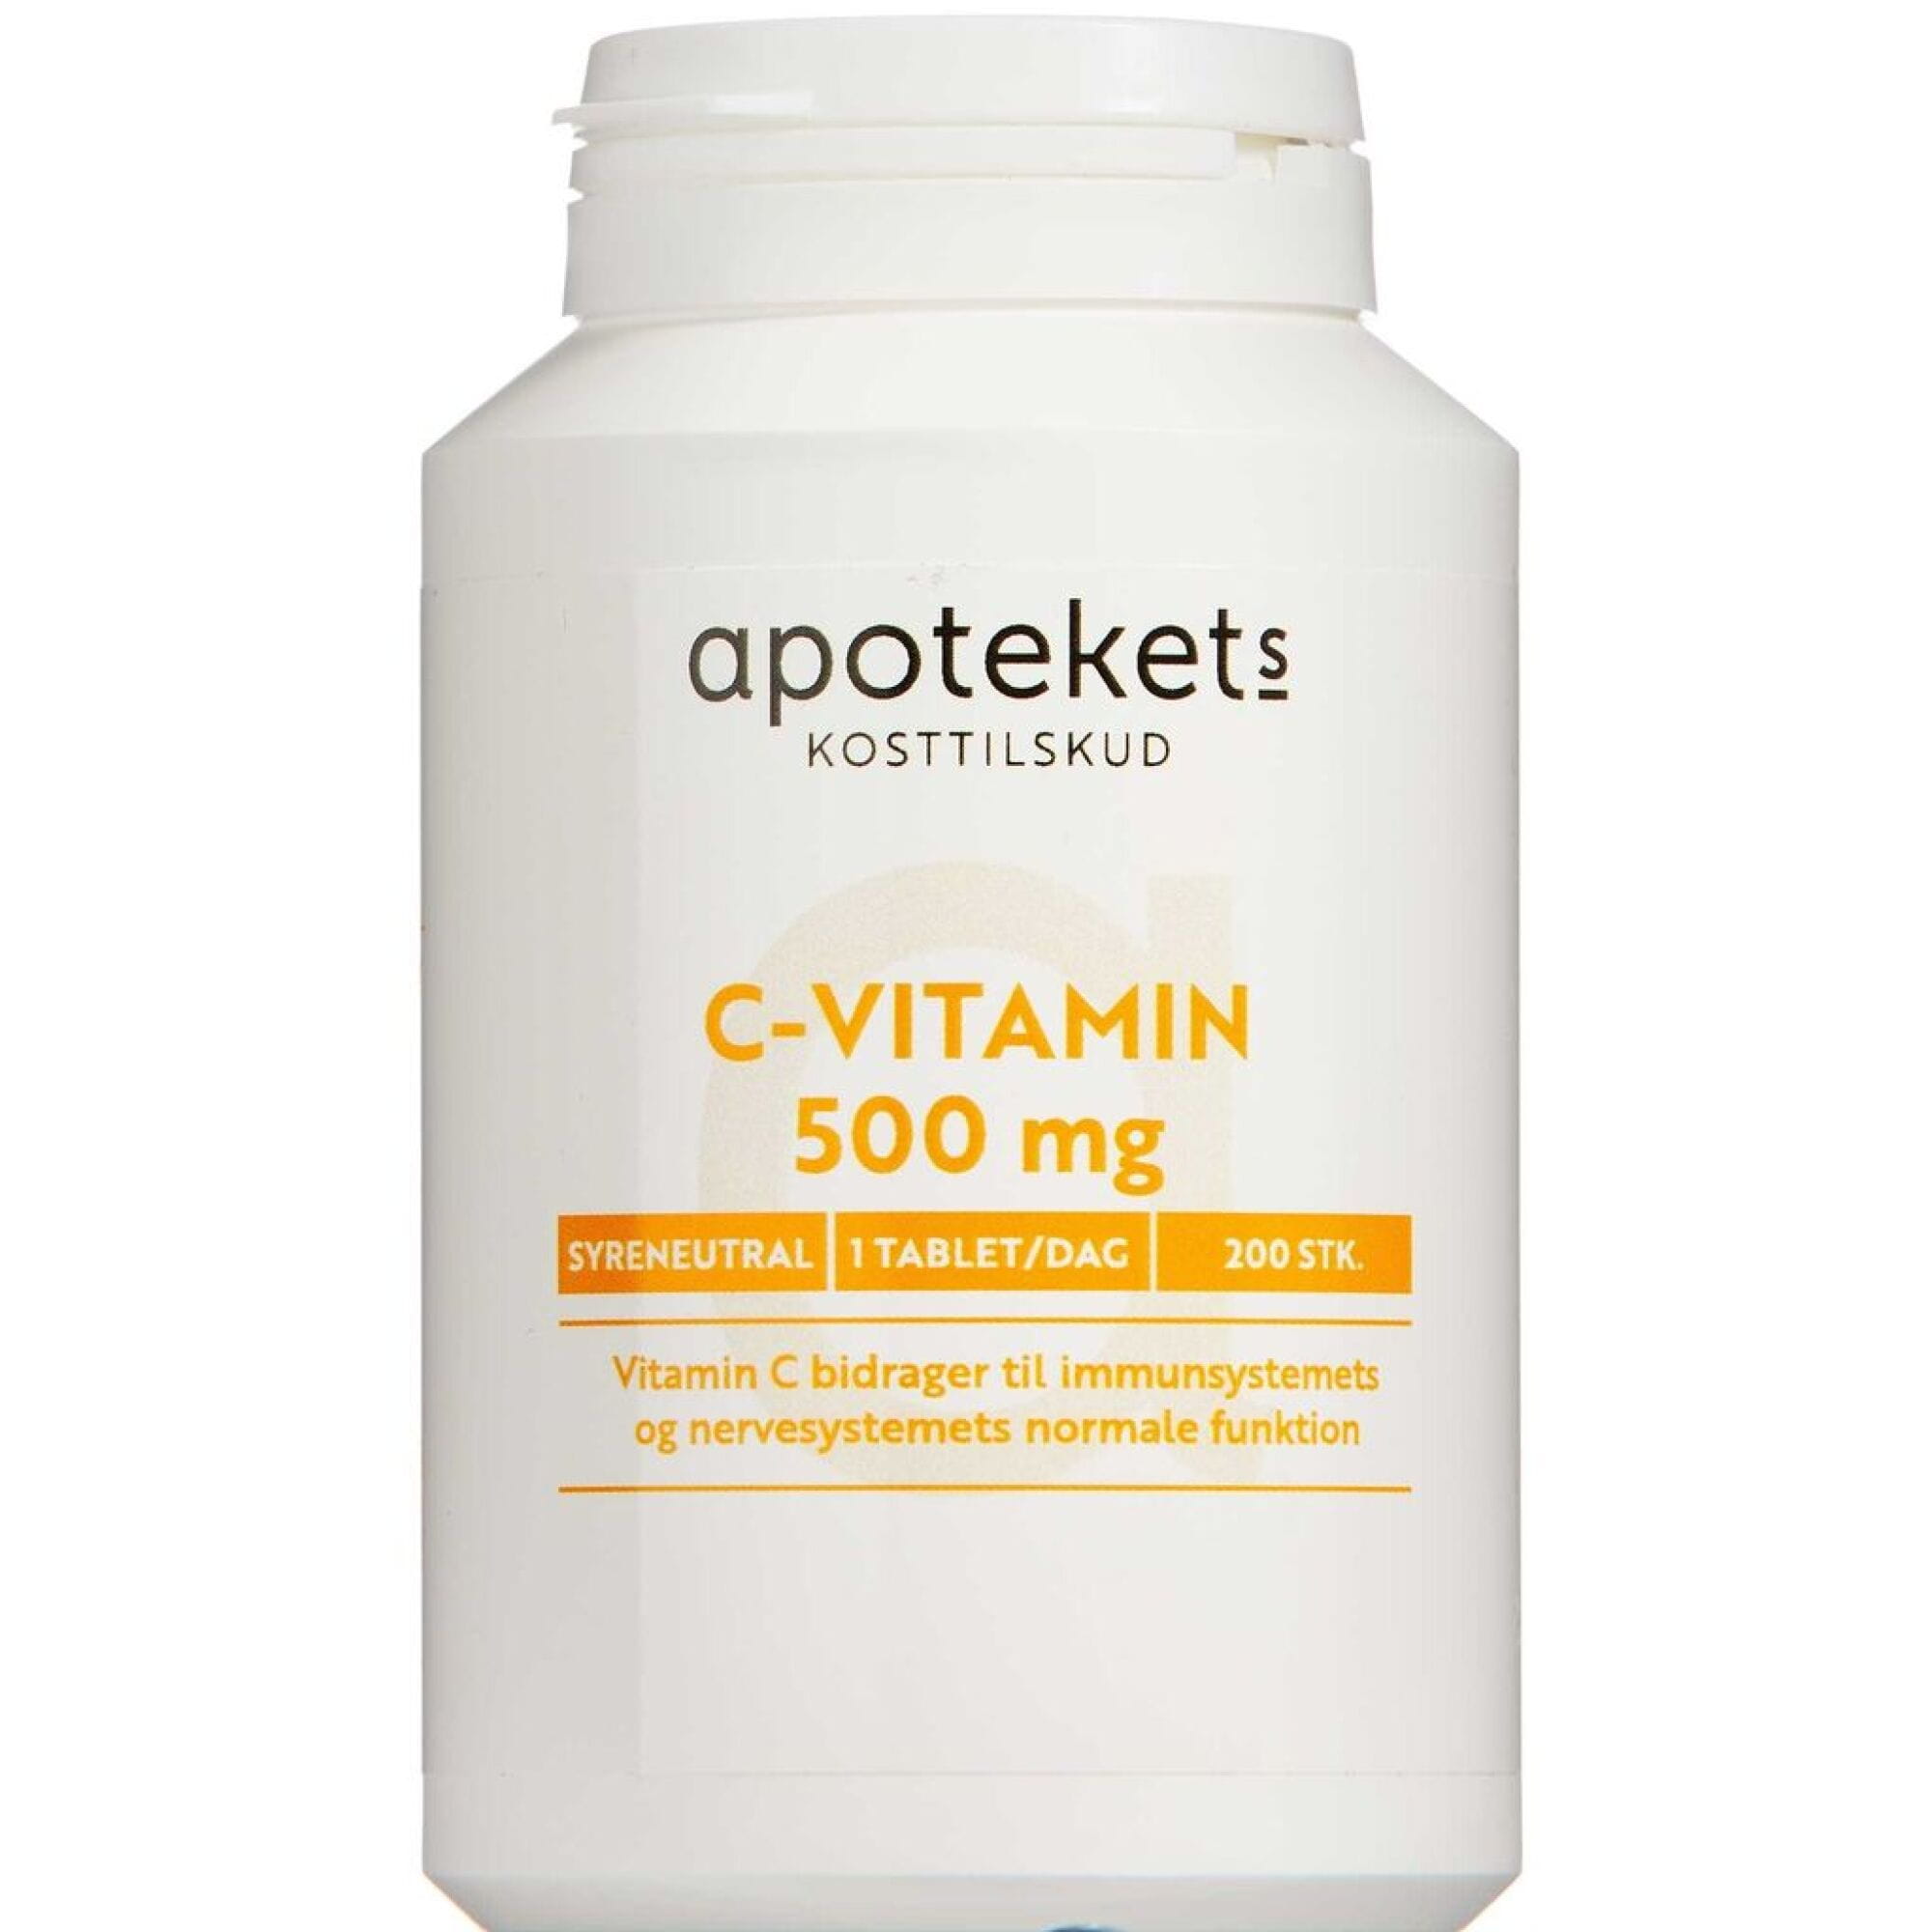 apotekets
KOSTTILSKUD
C-VITAMIN
500 mg
SYRENEUTRAL 1 TABLET/DAG 200 STK.
Vitamin C bidrager til immunsystemets
og nervesystemets normale funktion